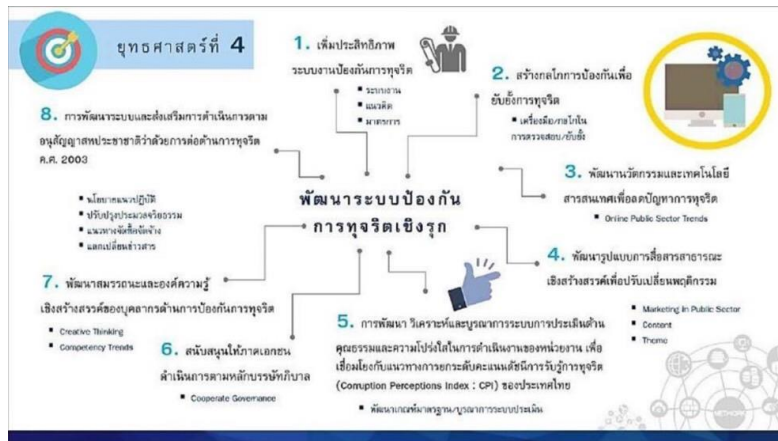 ยุทธศาสตร์ที่ 4
1. เพิ่มประสิทธิภาพ
ระบบงานป้องกันการทุจริต
▪ ระบบงาน
▪ แนวคิด
▪ มาตรการ
2. สร้างกลไกการป้องกันเพื่อ
ยับยั้งการทุจริต
▪ เครื่องมือ/กลไกใน
การตรวจสอบ/ยับยั้ง
3. พัฒนานวัตกรรมและเทคโนโลยี
สารสนเทศเพื่อลดปัญหาการทุจริต
▪ Online Public Sector Trends
4. พัฒนารูปแบบการสื่อสารสาธารณะ
เชิงสร้างสรรค์เพื่อปรับเปลี่ยนพฤติกรรม
▪ Marketing in Public Sector
▪ Content
▪ Theme
5. การพัฒนา วิเคราะห์และบูรณาการระบบการประเมินด้าน
คุณธรรมและความโปร่งใสในการดำเนินงานของหน่วยงาน เพื่อ
เชื่อมโยงกับแนวทางการยกระดับคะแนนดัชนีการรับรู้การทุจริต
(Corruption Perceptions Index : CPI) ของประเทศไทย
▪ พัฒนาเกณฑ์มาตรฐาน/บูรณาการระบบประเมิน
6. สนับสนุนให้ภาคเอกชน
ดำเนินการตามหลักบรรษัทภิบาล
▪ Cooperate Governance
7. พัฒนาสมรรถนะและองค์ความรู้
เชิงสร้างสรรค์ของบุคลากรด้านการป้องกันการทุจริต
▪ Creative Thinking
▪ Competency Trends
8. การพัฒนาระบบและส่งเสริมการดำเนินการตาม
อนุสัญญาสหประชาชาติว่าด้วยการต่อต้านการทุจริต
ค.ศ. 2003
▪ นโยบายแนวปฏิบัติ
▪ ปรับปรุงประมวลจริยธรรม
▪ แนวทางจัดซื้อจัดจ้าง
▪ แลกเปลี่ยนข่าวสาร
พัฒนาระบบป้องกัน
การทุจริตเชิงรุก
NETWORK